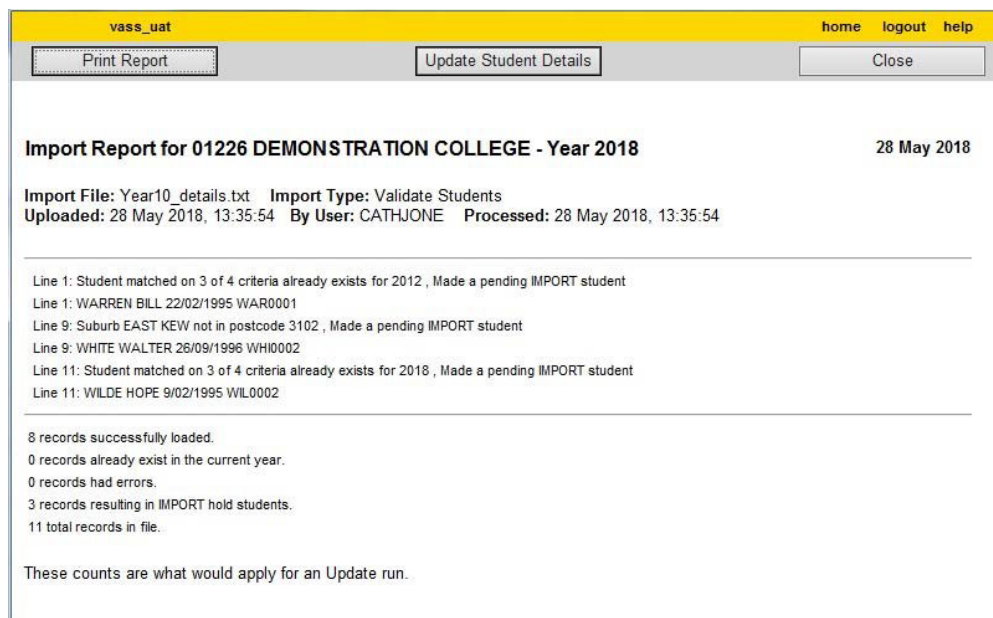 vass_uat home logout help
Print Report Update Student Details Close
Import Report for 01226 DEMONSTRATION COLLEGE - Year 2018 28 May 2018
Import File: Year10_details.txt Import Type: Validate Students
Uploaded: 28 May 2018, 13:35:54 By User: CATHJONE Processed: 28 May 2018, 13:35:54
Line 1: Student matched on 3 of 4 criteria already exists for 2012 , Made a pending IMPORT student
Line 1: WARREN BILL 22/02/1995 WAR0001
Line 9: Suburb EAST KEW not in postcode 3102 , Made a pending IMPORT student
Line 9: WHITE WALTER 26/09/1996 WHI0002
Line 11: Student matched on 3 of 4 criteria already exists for 2018 , Made a pending IMPORT student
Line 11: WILDE HOPE 9/02/1995 WIL0002
8 records successfully loaded.
0 records already exist in the current year.
0 records had errors.
3 records resulting in IMPORT hold students.
11 total records in file.
These counts are what would apply for an Update run.